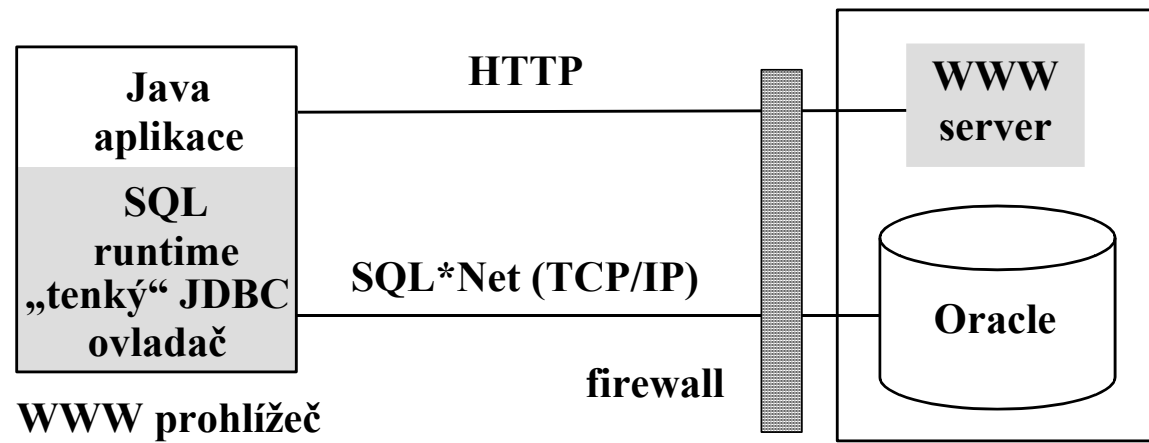 Java
aplikace
SQL
runtime
„tenký“ JDBC
ovladač
WWW prohlížeč
HTTP
SQL*Net (TCP/IP)
firewall
WWW
server
Oracle